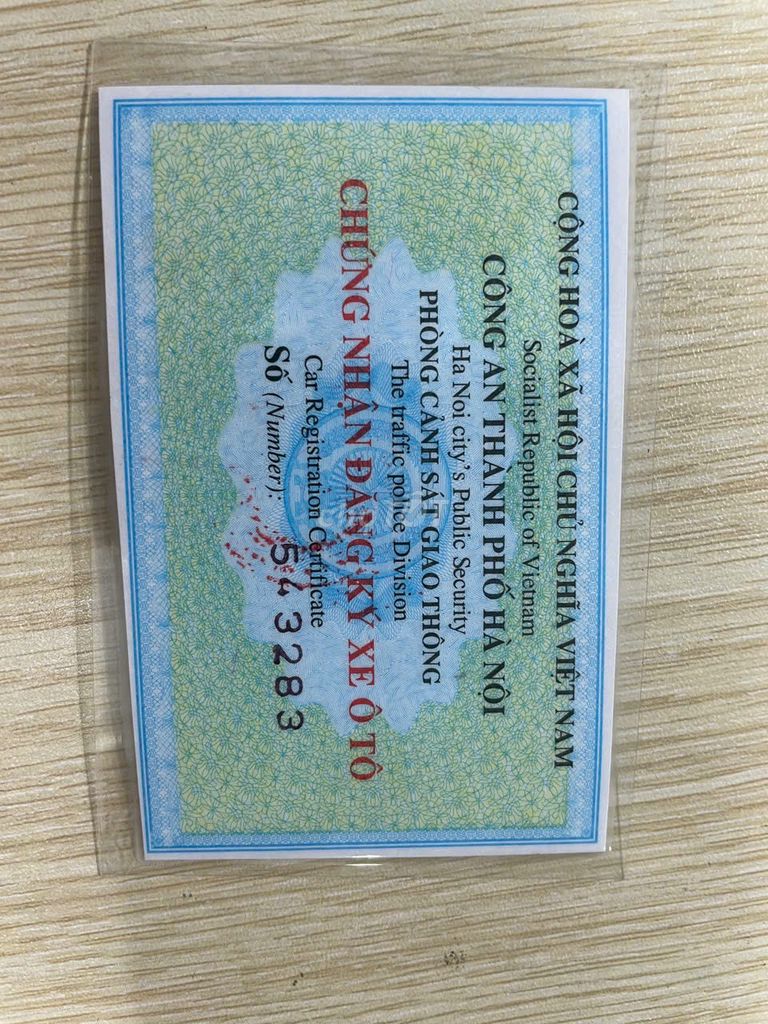 CỘNG HOÀ XÃ HỘI CHỦ NGHĨA VIỆT NAM
Socialist Republic of Vietnam
CÔNG AN THÀNH PHỐ HÀ NỘI
Ha Noi city's Public Security
PHÒNG CẢNH SÁT GIAO THÔNG
The traffic police Division
CHỨNG NHẬN ĐĂNG KÝ XE Ô TÔ
Car Registration Certificate
Số (Number): 543283